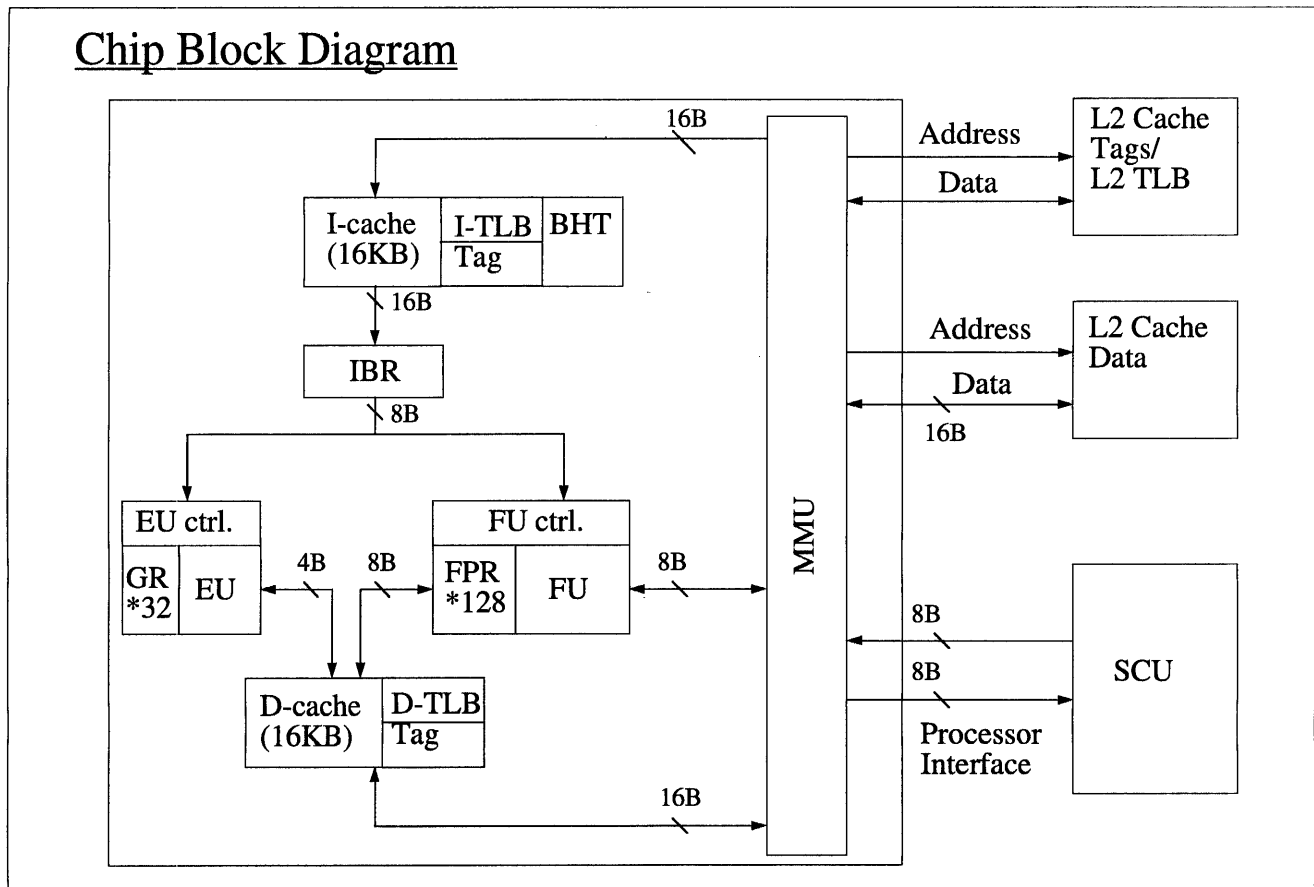 Chip Block Diagram
16B
I-cache
(16KB)
I-TLB
Tag
BHT
16B
IBR
8B
EU ctrl.
GR
*32
EU
4B
8B
FU ctrl.
FPR
*128
FU
8B
D-cache
(16KB)
D-TLB
Tag
16B
MMU
Address
Data
L2 Cache
Tags/
L2 TLB
Address
Data
16B
L2 Cache
Data
8B
8B
Processor
Interface
SCU